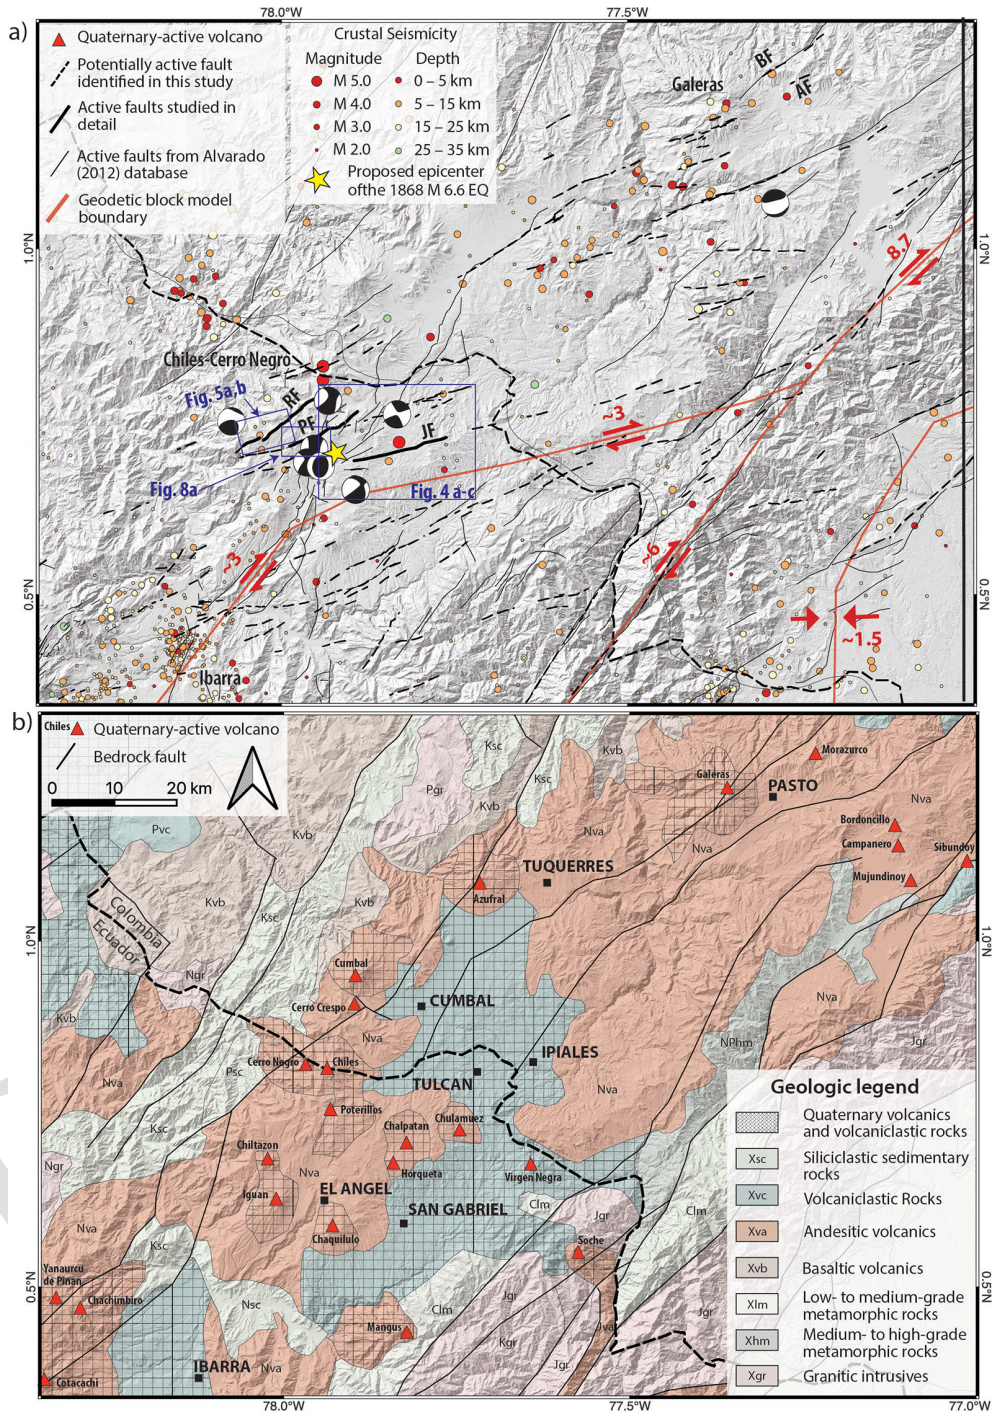 a)
78.0°W
77.5°W
Quaternary-active volcano
Potentially active fault
identified in this study
Active faults studied in
detail
Active faults from Alvarado
(2012) database
Geodetic block model
boundary
Crustal Seismicity
Magnitude
Depth
M 5.0
0 – 5 km
M 4.0
5 – 15 km
M 3.0
15 – 25 km
M 2.0
25 – 35 km
Proposed epicenter
ofthe 1868 M 6.6 EQ
Galeras
BF
AF
1.0°N
1.0°N
8.7
Chiles-Cerro Negro
Fig. 5a,b
RF
PF
JF
~3
Fig. 8a
Fig. 4 a-c
~3
~6
0.5°N
0.5°N
~1.5
Ibarra
b)
Chiles
Quaternary-active volcano
Bedrock fault
0
10
20 km
Ksc
Kvb
Ksc
Pgr
Kvb
Galeras
Morazurco
PASTO
Nva
Pvc
Kvb
Nva
Nva
Bordoncillo
Campanero
Sibundoy
Mujundinoy
TUQUERRES
Azufral
Kvb
Ksc
Kvb
Colombia
Ecuador
1.0°N
1.0°N
Ngr
Cumbal
Cerro Crespo
CUMBAL
Nva
Kvb
Nva
NPhm
Jgr
Cerro Negro
Chiles
IPIALES
TULCAN
Psc
Nva
Nva
Poterillos
Chalpatan
Chulamuez
Ksc
Chiltazon
Horqueta
Virgen Negra
Ngr
Nva
Iguan
EL ANGEL
SAN GABRIEL
Clm
Jgr
Clm
Nva
Chaquilulo
Ksc
Soche
Yanaurcu
de Pinan
Chachimbiro
0.5°N
0.5°N
Nsc
Clm
Mangus
Kgr
Jgr
Jva
Jgr
Jgr
IBARRA
Nva
Cotacachi
Geologic legend
Quaternary volcanics
and volcaniclastic rocks
Xsc
Siliciclastic sedimentary
rocks
Xvc
Volcaniclastic Rocks
Xva
Andesitic volcanics
Xvb
Basaltic volcanics
Xlm
Low- to medium-grade
metamorphic rocks
Xhm
Medium- to high-grade
metamorphic rocks
Xgr
Granitic intrusives
78.0°W
77.5°W
77.0°W